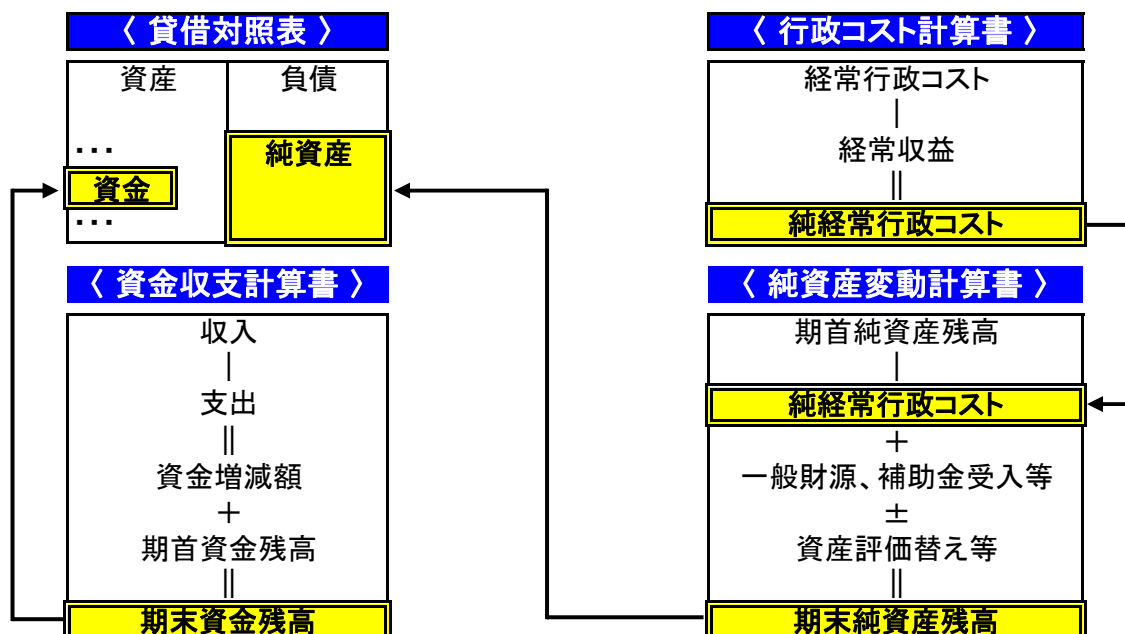 〈 貸借対照表 〉
資産
負債
・・・
純資産
資金
・・・
〈 資金収支計算書 〉
収入
｜
支出
||
資金増減額
＋
期首資金残高
||
期末資金残高
〈 行政コスト計算書 〉
経常行政コスト
｜
経常収益
||
純経常行政コスト
〈 純資産変動計算書 〉
期首純資産残高
｜
純経常行政コスト
＋
一般財源、補助金受入等
±
資産評価替え等
||
期末純資産残高